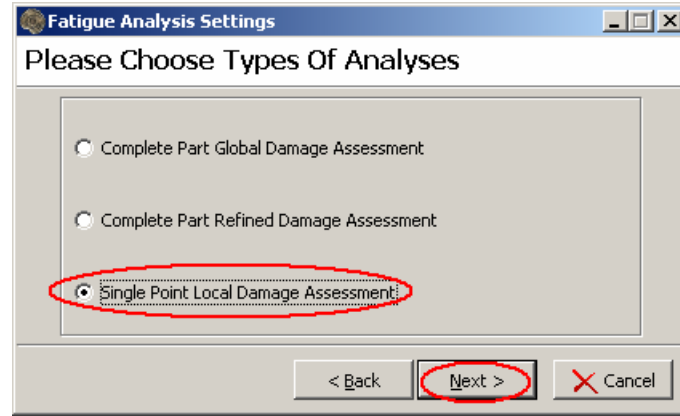 Fatigue Analysis Settings
Please Choose Types Of Analyses
Complete Part Global Damage Assessment
Complete Part Refined Damage Assessment
Single Point Local Damage Assessment
< Back Next > Cancel